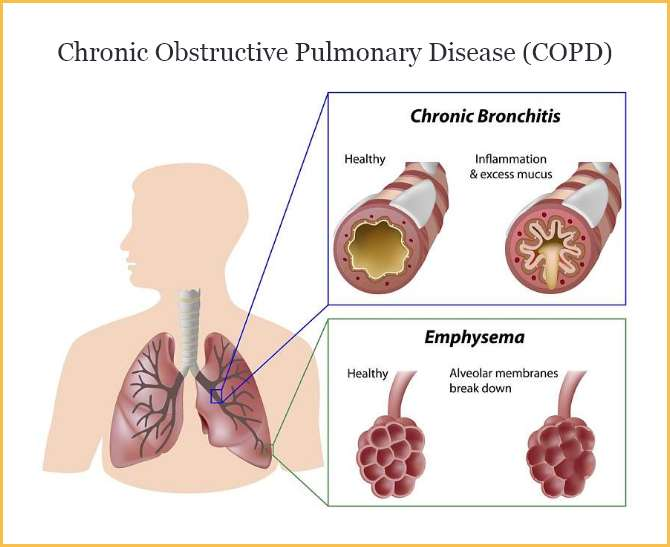 Chronic Obstructive Pulmonary Disease (COPD)
Chronic Bronchitis
Healthy
Inflammation
& excess mucus
Emphysema
Healthy
Alveolar membranes
break down